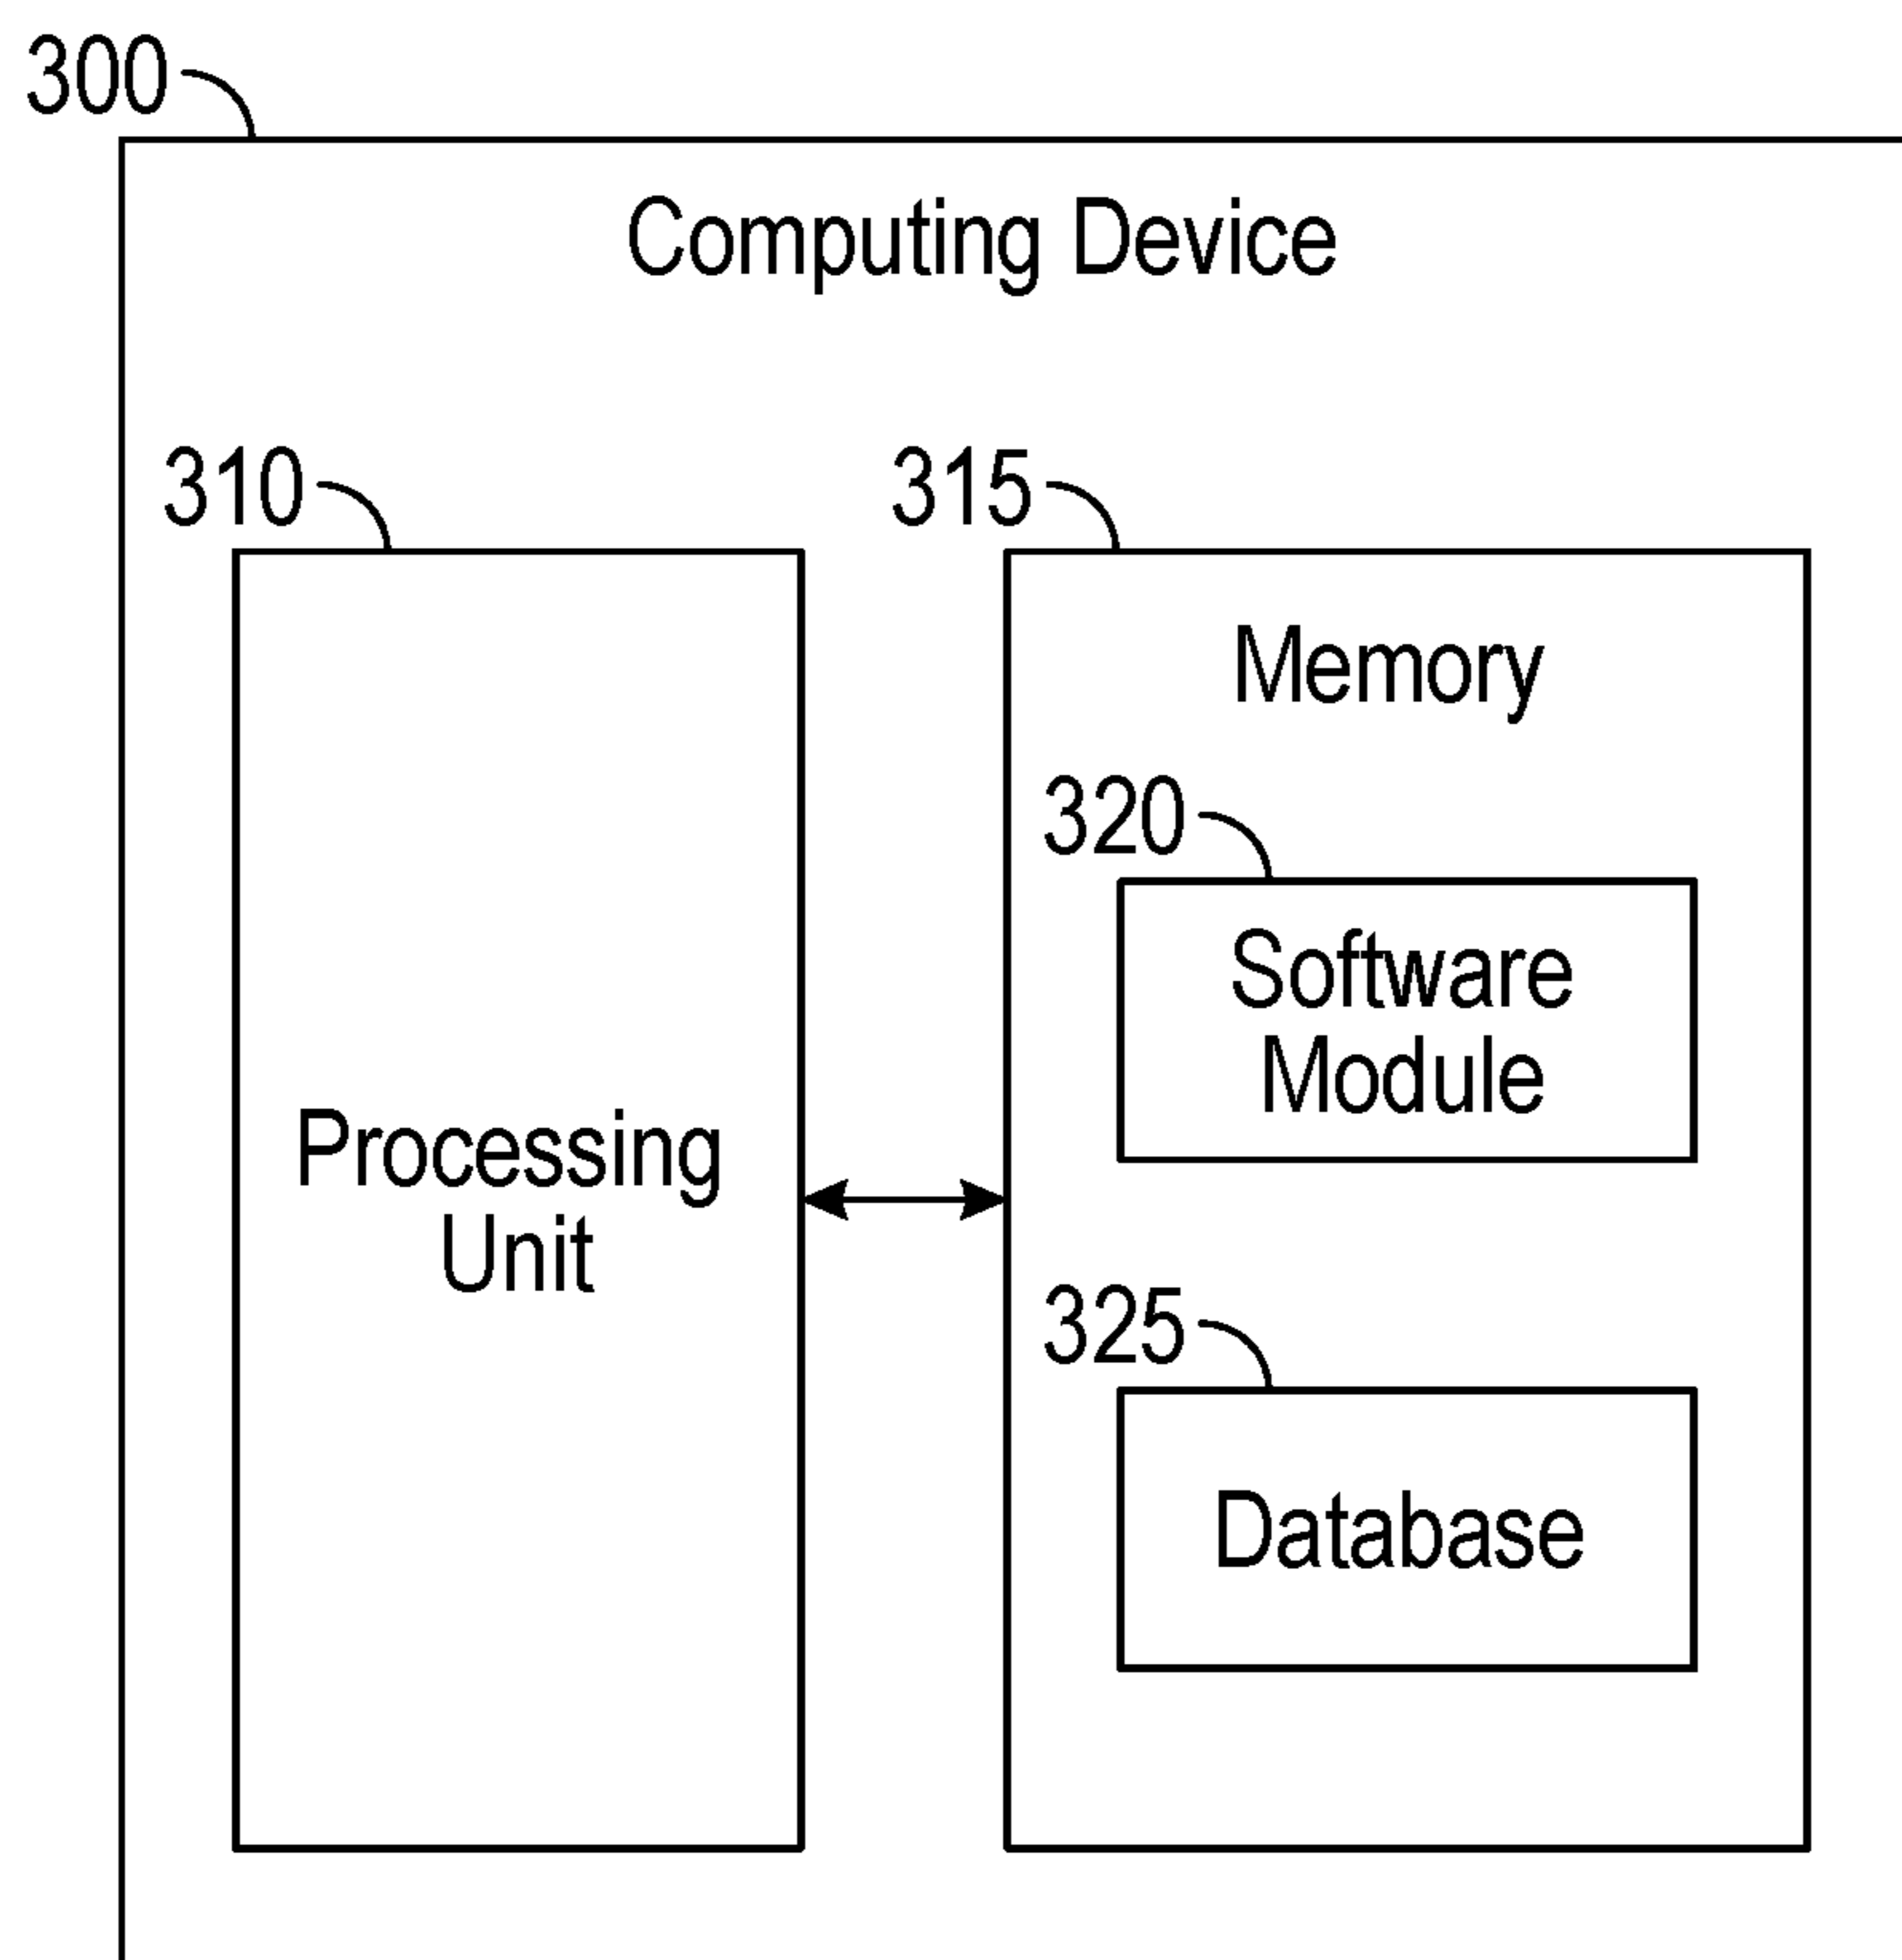 300
Computing Device
310
315
Memory
320
Software
Module
Processing
Unit
325
Database